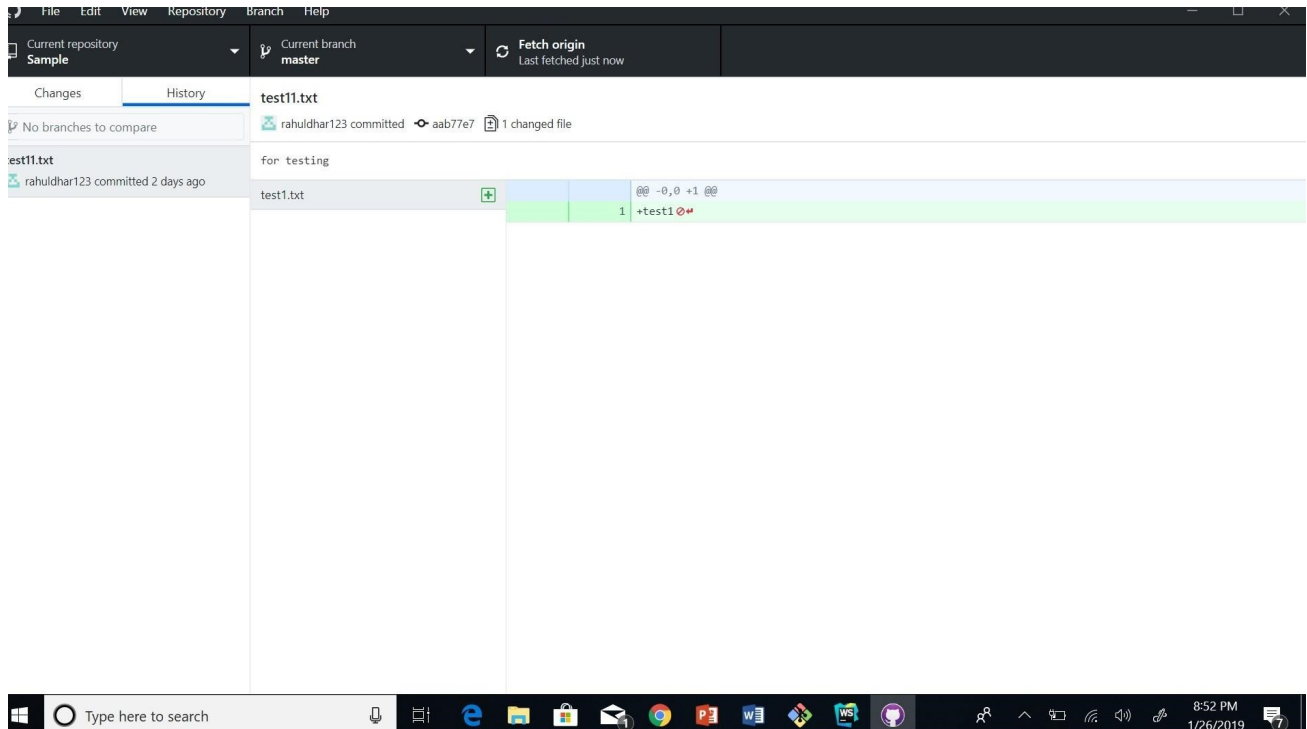 File Edit View Repository Branch Help
Current repository
Sample
Current branch
master
Fetch origin
Last fetched just now
Changes History
No branches to compare
est11.txt
rahuldhar123 committed 2 days ago
test11.txt
rahuldhar123 committed aab77e7 1 changed file
for testing
test1.txt
@@ -0,0 +1 @@
1 +test1
Type here to search
1
P
W
WS
8:52 PM
1/26/2019
7